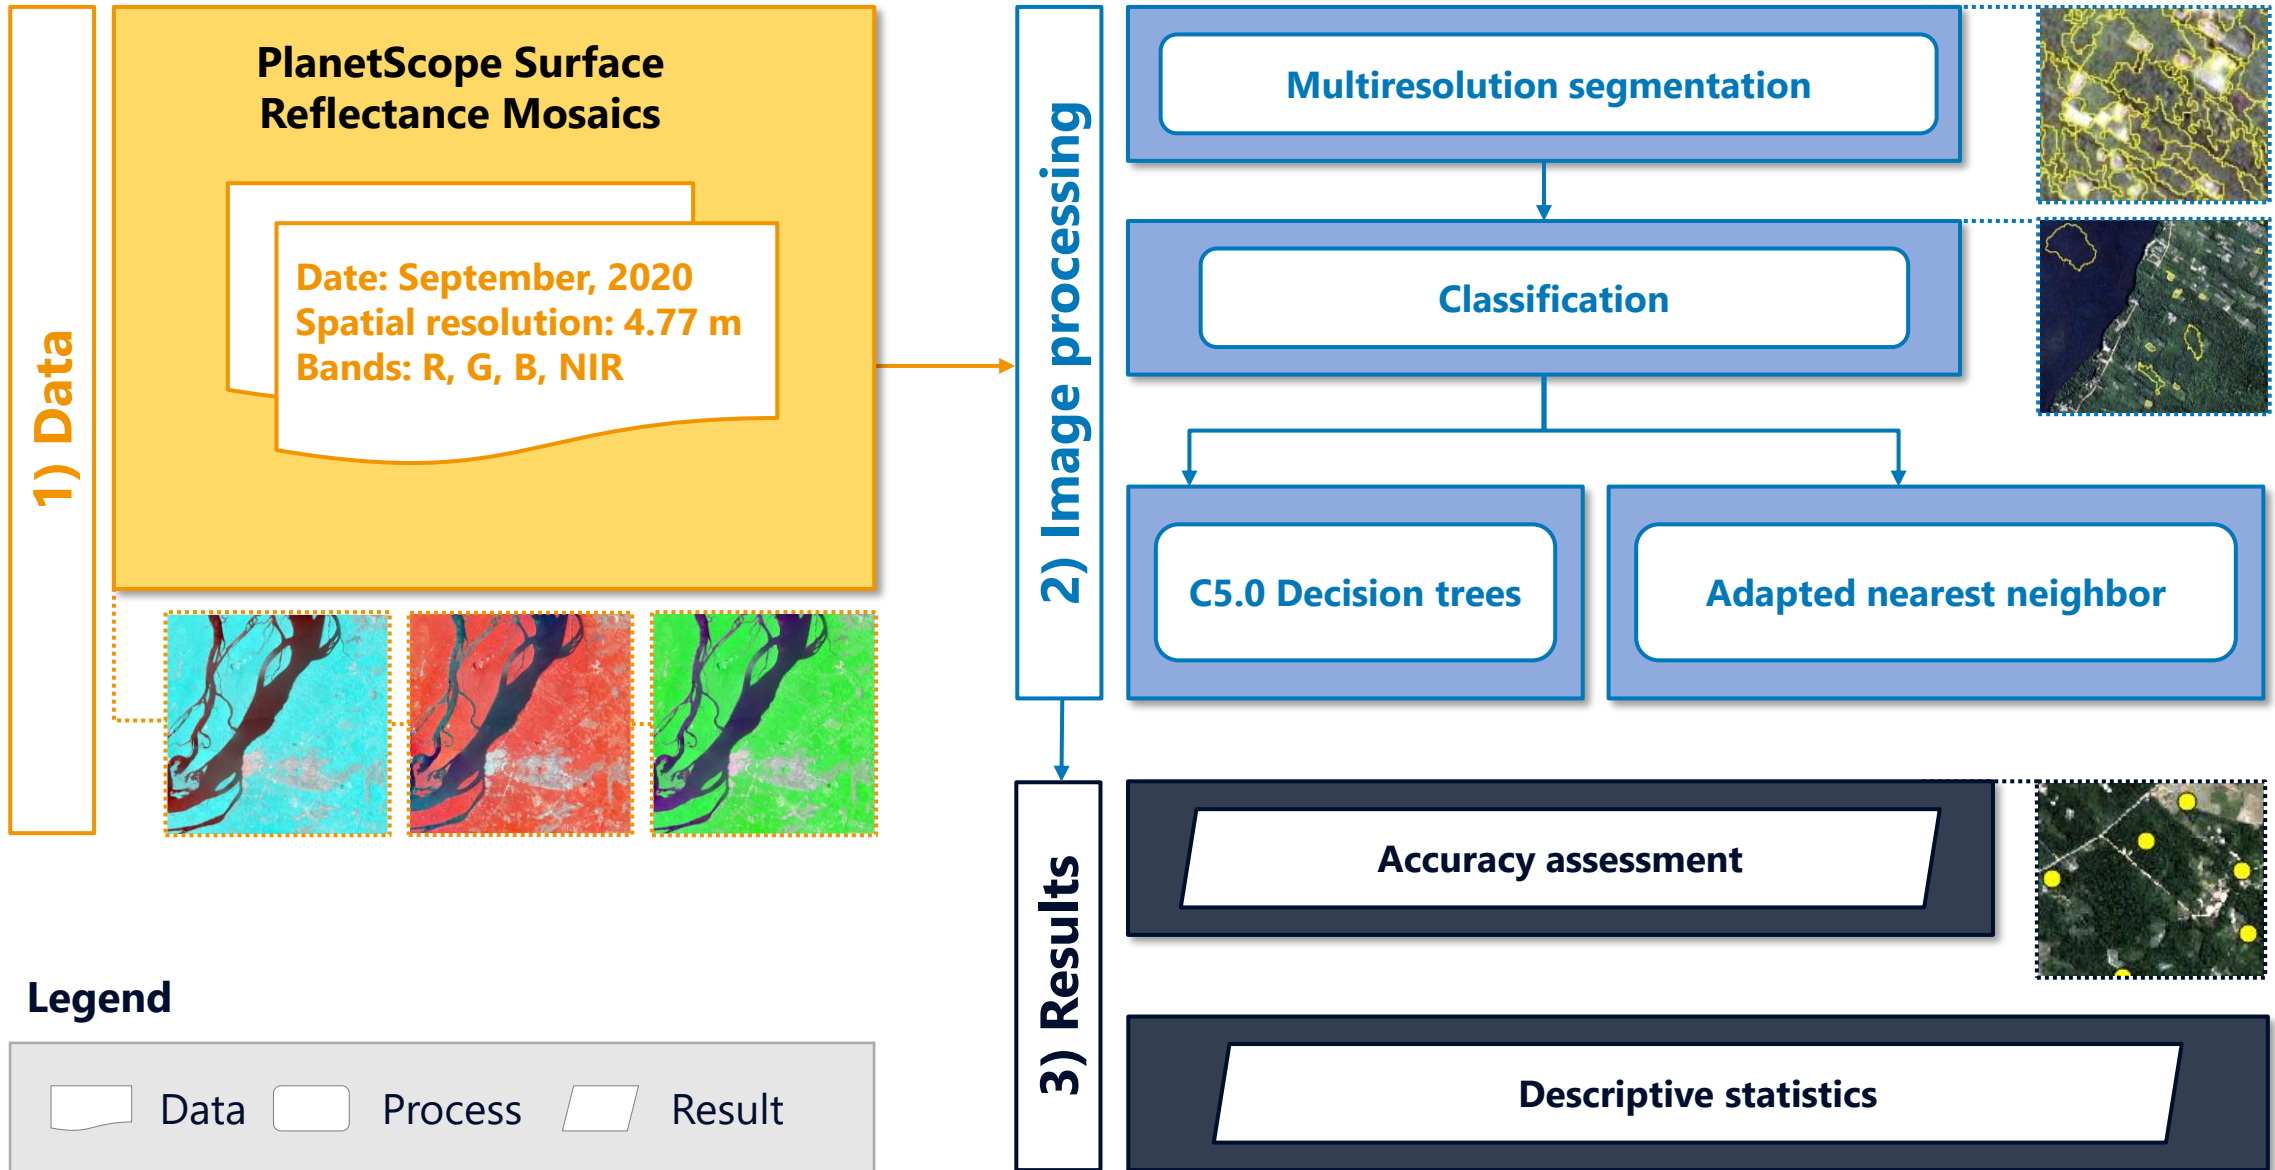 1) Data
PlanetScope Surface
Reflectance Mosaics
Date: September, 2020
Spatial resolution: 4.77 m
Bands: R, G, B, NIR
2) Image processing
Multiresolution segmentation
Classification
C5.0 Decision trees
Adapted nearest neighbor
3) Results
Accuracy assessment
Descriptive statistics
Legend
Data
Process
Result